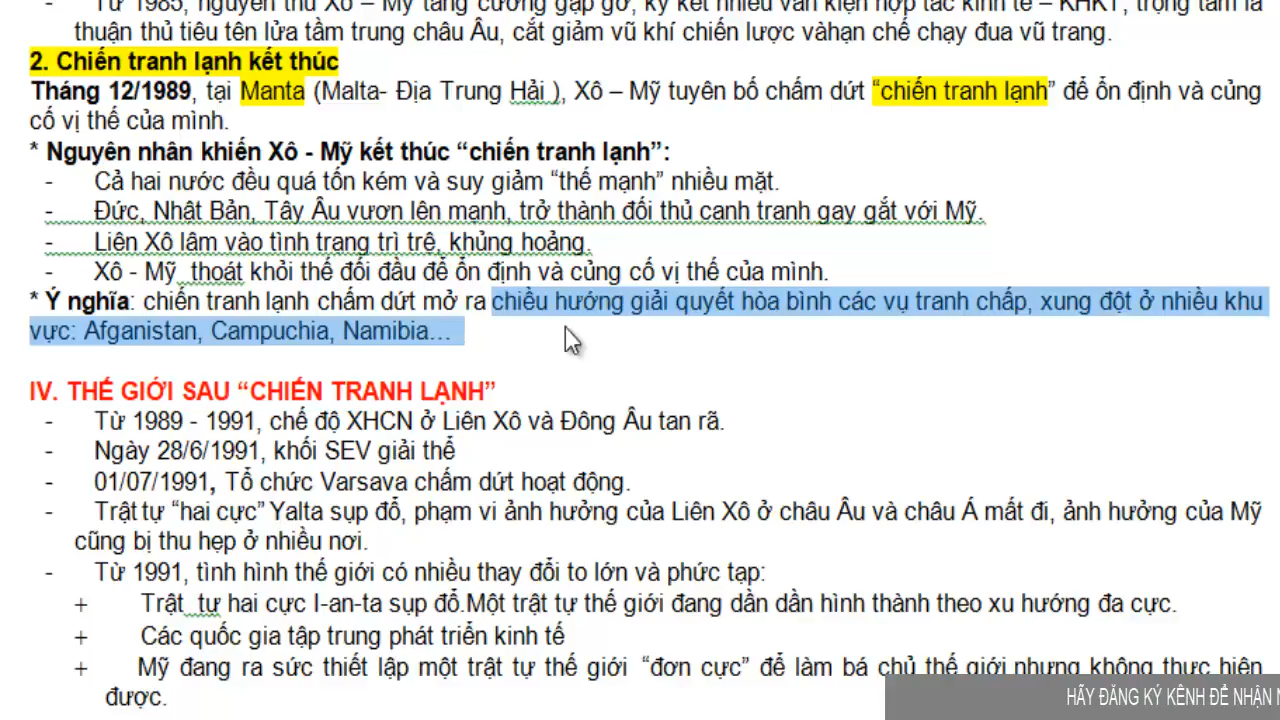 - Từ 1985, nguyên thủ Xô – Mỹ tăng cường gặp gỡ, ký kết nhiều văn kiện hợp tác kinh tế – KHKT, trọng tâm là
thuận thủ tiêu tên lửa tầm trung châu Âu, cắt giảm vũ khí chiến lược vàhạn chế chạy đua vũ trang.
2. Chiến tranh lạnh kết thúc
Tháng 12/1989, tại Manta (Malta- Địa Trung Hải ), Xô – Mỹ tuyên bố chấm dứt “chiến tranh lạnh” để ổn định và củng
cố vị thế của mình.
* Nguyên nhân khiến Xô - Mỹ kết thúc “chiến tranh lạnh”:
- Cả hai nước đều quá tốn kém và suy giảm “thế mạnh” nhiều mặt.
- Đức, Nhật Bản, Tây Âu vươn lên mạnh, trở thành đối thủ canh tranh gay gắt với Mỹ.
- Liên Xô lâm vào tình trạng trì trệ, khủng hoảng.
- Xô - Mỹ thoát khỏi thế đối đầu để ổn định và củng cố vị thế của mình.
* Ý nghĩa: chiến tranh lạnh chấm dứt mở ra chiều hướng giải quyết hòa bình các vụ tranh chấp, xung đột ở nhiều khu
vực: Afganistan, Campuchia, Namibia...
IV. THẾ GIỚI SAU “CHIẾN TRANH LẠNH”
- Từ 1989 - 1991, chế độ XHCN ở Liên Xô và Đông Âu tan rã.
- Ngày 28/6/1991, khối SEV giải thể
- 01/07/1991, Tổ chức Varsava chấm dứt hoạt động.
- Trật tự “hai cực” Yalta sụp đổ, phạm vi ảnh hưởng của Liên Xô ở châu Âu và châu Á mất đi, ảnh hưởng của Mỹ
cũng bị thu hẹp ở nhiều nơi.
- Từ 1991, tình hình thế giới có nhiều thay đổi to lớn và phức tạp:
+ Trật tự hai cực I-an-ta sụp đổ.Một trật tự thế giới đang dần dần hình thành theo xu hướng đa cực.
+ Các quốc gia tập trung phát triển kinh tế
+ Mỹ đang ra sức thiết lập một trật tự thế giới “đơn cực” để làm bá chủ thế giới nhưng không thực hiện
được.
HÃY ĐĂNG KÝ KÊNH ĐỂ NHẬN